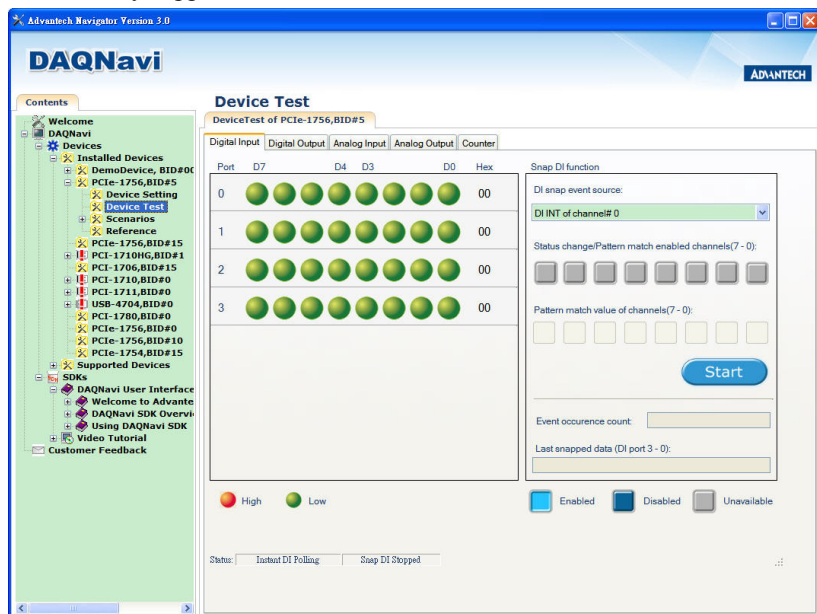 Advantech Navigator Version 3.0
DAQNavi
ADVANTECH
Contents
Welcome
DAQNavi
Devices
Installed Devices
DemoDevice, BID#00
PCIe-1756,BID#5
Device Setting
Device Test
Scenarios
Reference
PCIe-1756,BID#15
PCI-1710HG,BID#1
PCI-1706,BID#15
PCI-1710,BID#0
PCI-1711,BID#0
USB-4704,BID#0
PCI-1780,BID#0
PCIe-1756,BID#0
PCIe-1756,BID#10
PCIe-1754,BID#15
Supported Devices
SDKs
DAQNavi User Interface
Welcome to Advante
DAQNavi SDK Overvi
Using DAQNavi SDK
Video Tutorial
Customer Feedback
Device Test
DeviceTest of PCIe-1756,BID#5
Digital Input Digital Output Analog Input Analog Output Counter
Port D7 D4 D3 D0 Hex
0 00
1 00
2 00
3 00
High Low
Snap DI function
DI snap event source:
DI INT of channel# 0
Status change/Pattern match enabled channels(7 - 0):
Pattern match value of channels(7 - 0):
Start
Event occurence count:
Last snapped data (DI port 3 - 0):
Enabled Disabled Unavailable
Status: Instant DI Polling Snap DI Stopped